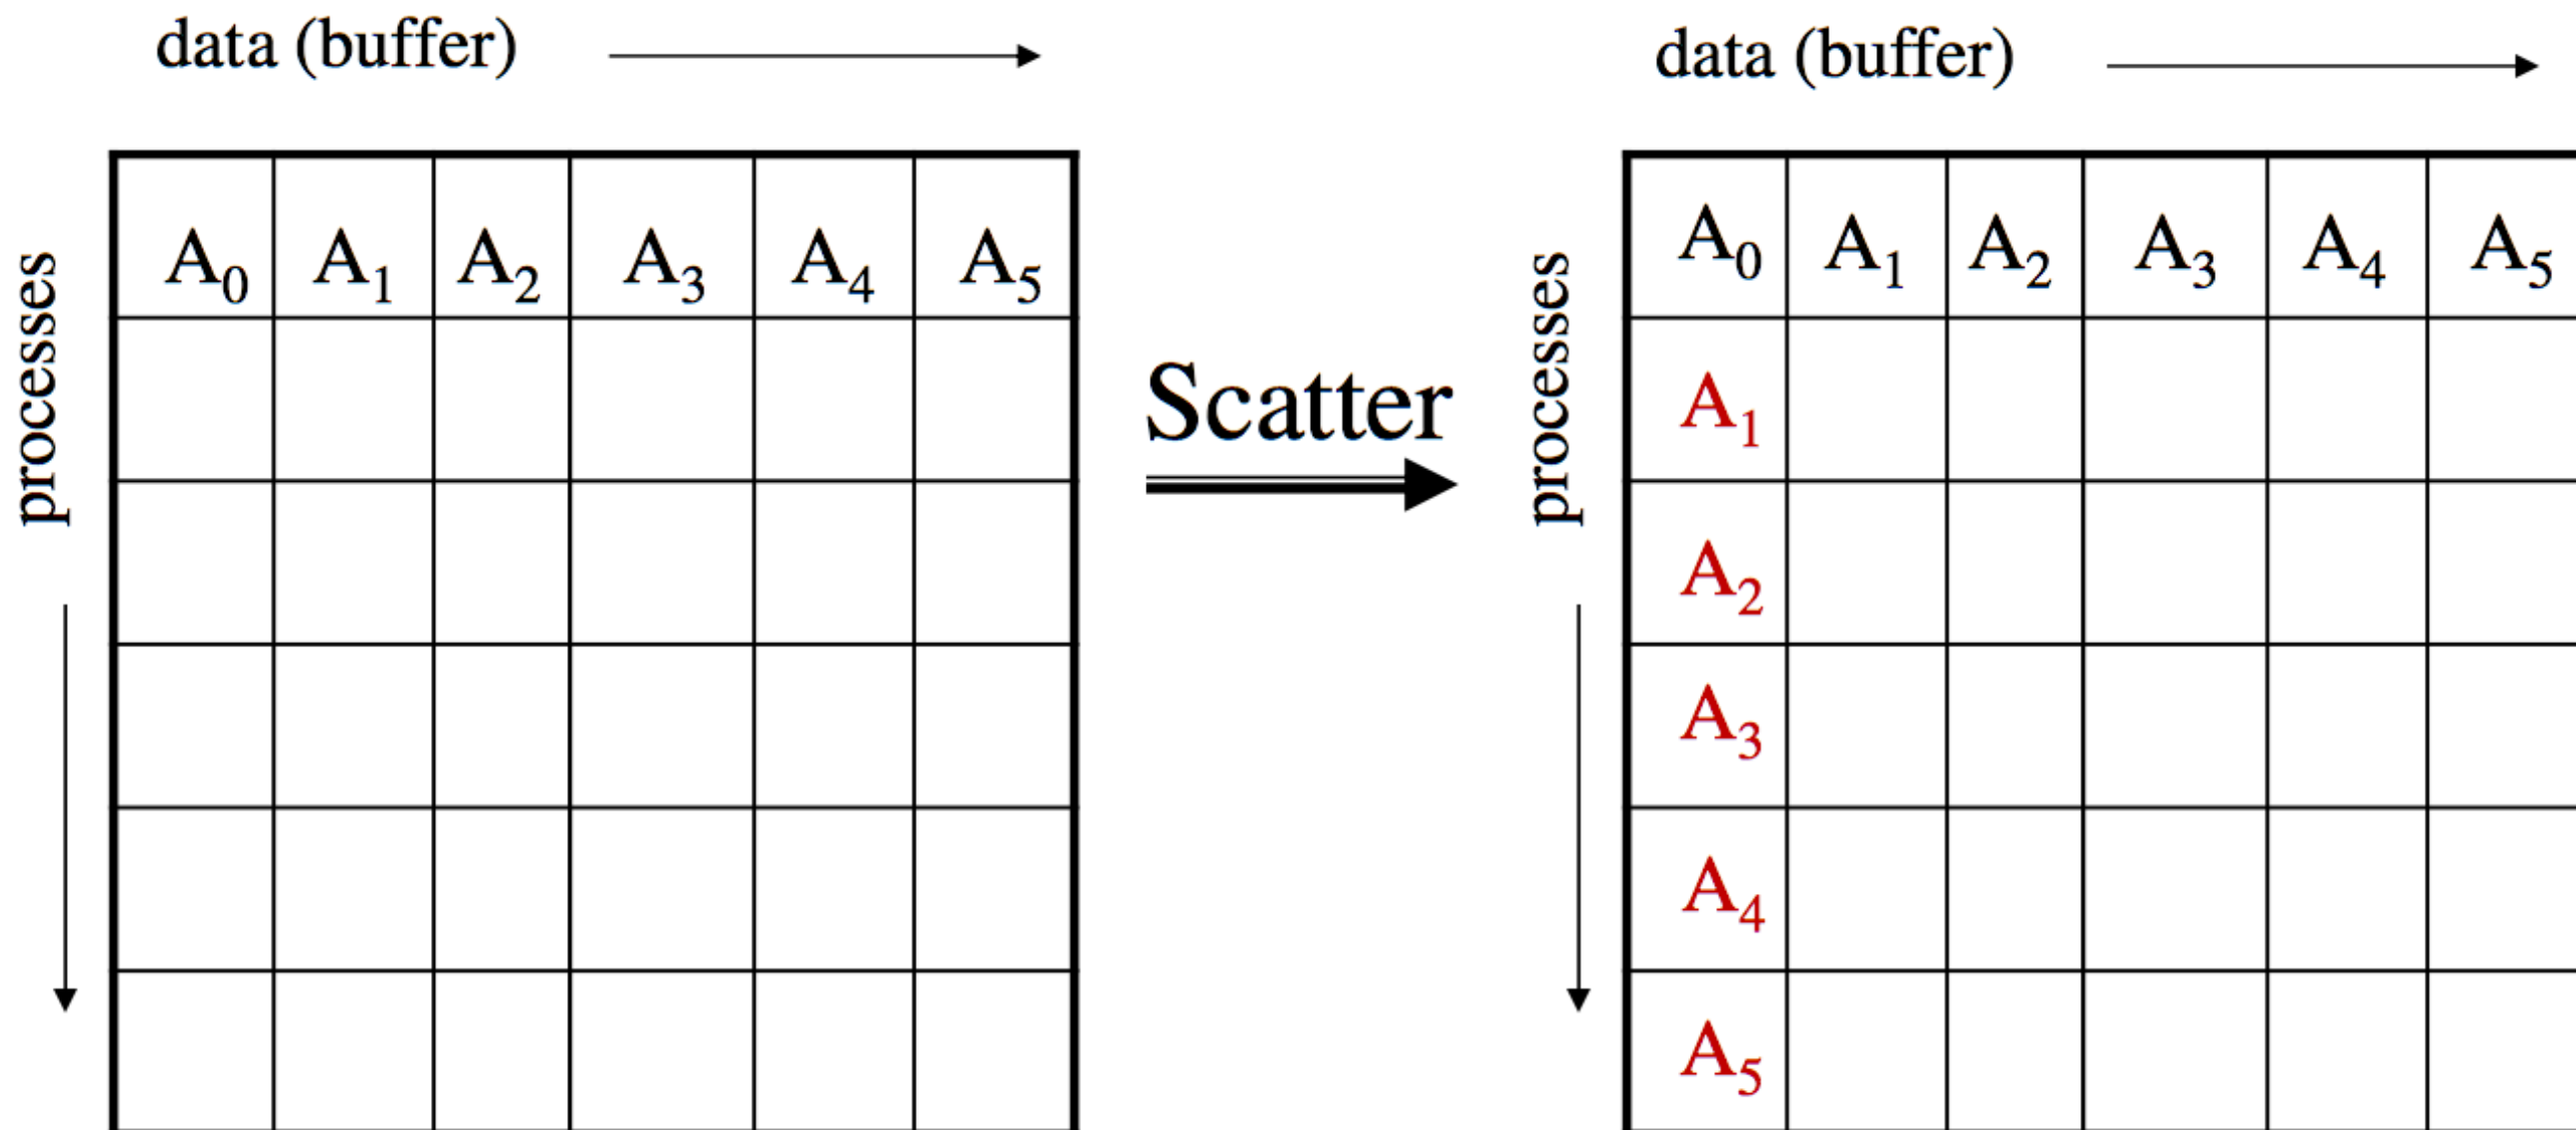 data (buffer)
data (buffer)
processes
A0 A1 A2 A3 A4 A5
Scatter
processes
A0 A1 A2 A3 A4 A5
A1
A2
A3
A4
A5